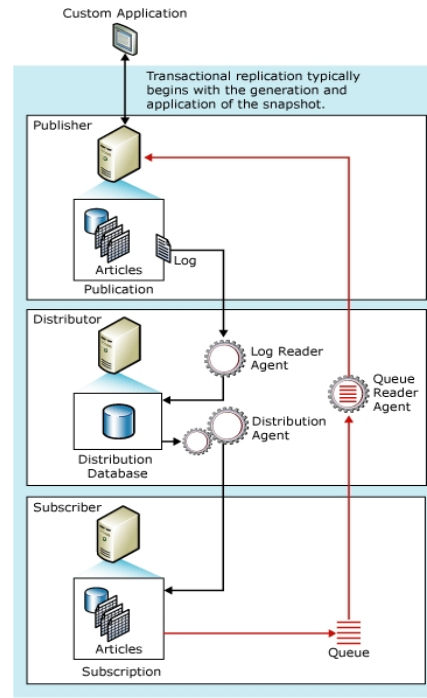 Custom Application
Transactional replication typically
begins with the generation and
application of the snapshot.
Publisher
Log
Articles
Publication
Distributor
Log Reader
Agent
Queue
Reader
Agent
Distribution
Agent
Distribution
Database
Subscriber
Articles
Queue
Subscription